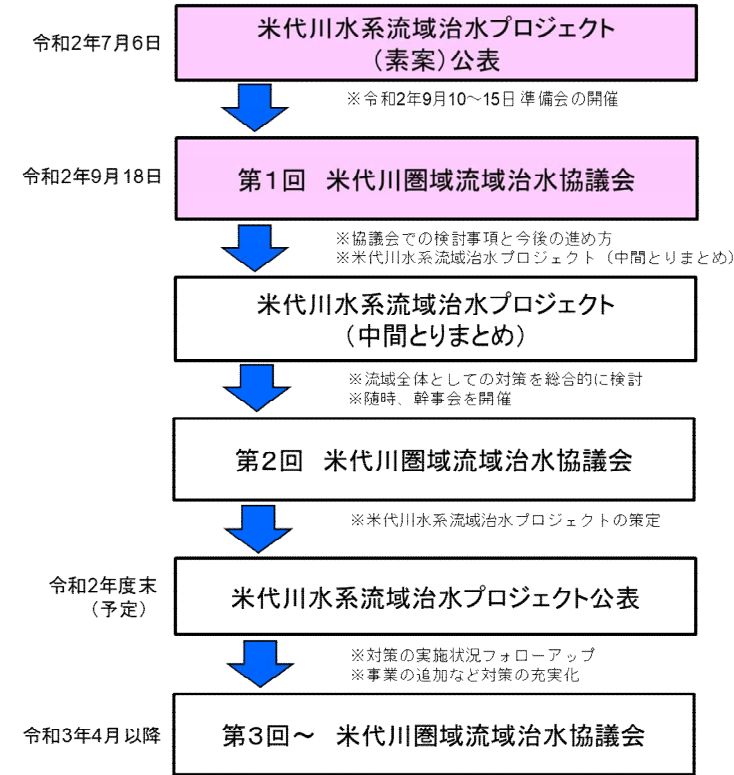 令和2年7月6日
米代川水系流域治水プロジェクト
（素案）公表
※令和2年9月10～15日準備会の開催
令和2年9月18日
第１回　米代川圏域流域治水協議会
※協議会での検討事項と今後の進め方
※米代川水系流域治水プロジェクト（中間とりまとめ）
米代川水系流域治水プロジェクト
（中間とりまとめ）
※流域全体としての対策を総合的に検討
※随時、幹事会を開催
第２回　米代川圏域流域治水協議会
※米代川水系流域治水プロジェクトの策定
令和2年度末
（予定）
米代川水系流域治水プロジェクト公表
※対策の実施状況フォローアップ
※事業の追加など対策の充実化
令和3年4月以降
第３回～　米代川圏域流域治水協議会